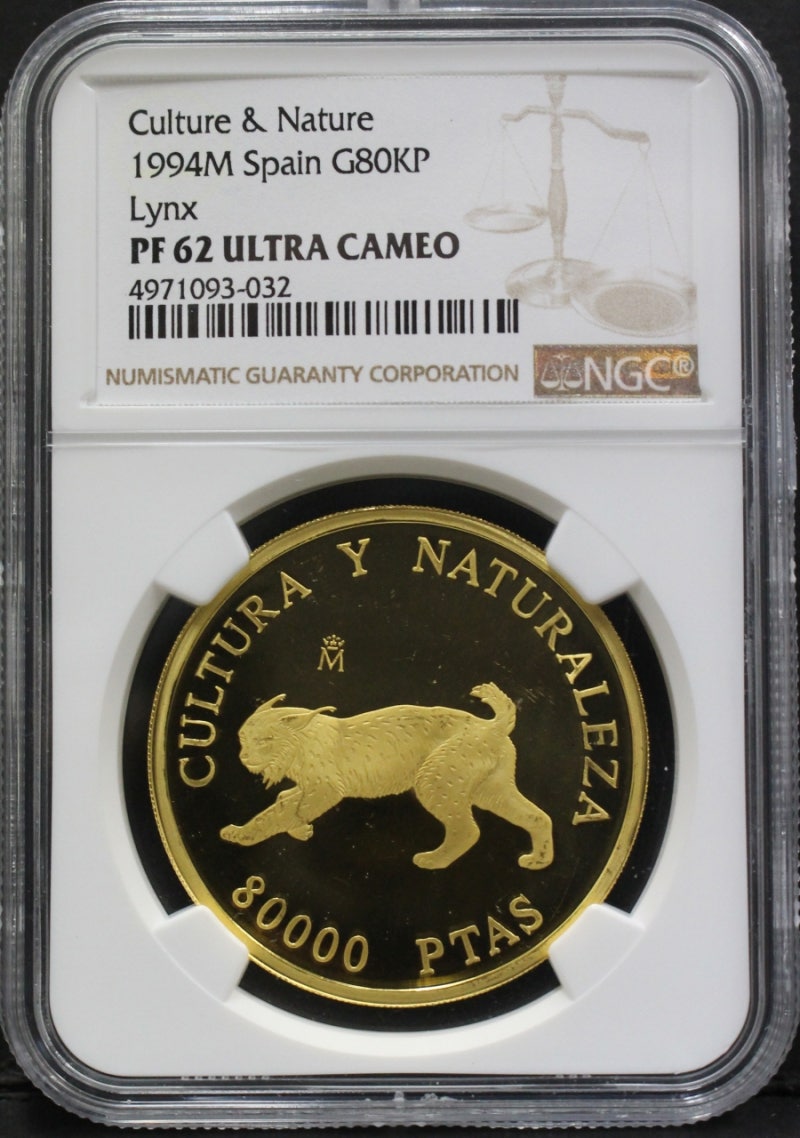 Culture & Nature
1994M Spain G80KP
Lynx
PF 62 ULTRA CAMEO
4971093-032
NUMISMATIC GUARANTY CORPORATION
NGC®
CULTURA Y NATURALEZA
M
80000 PTAS